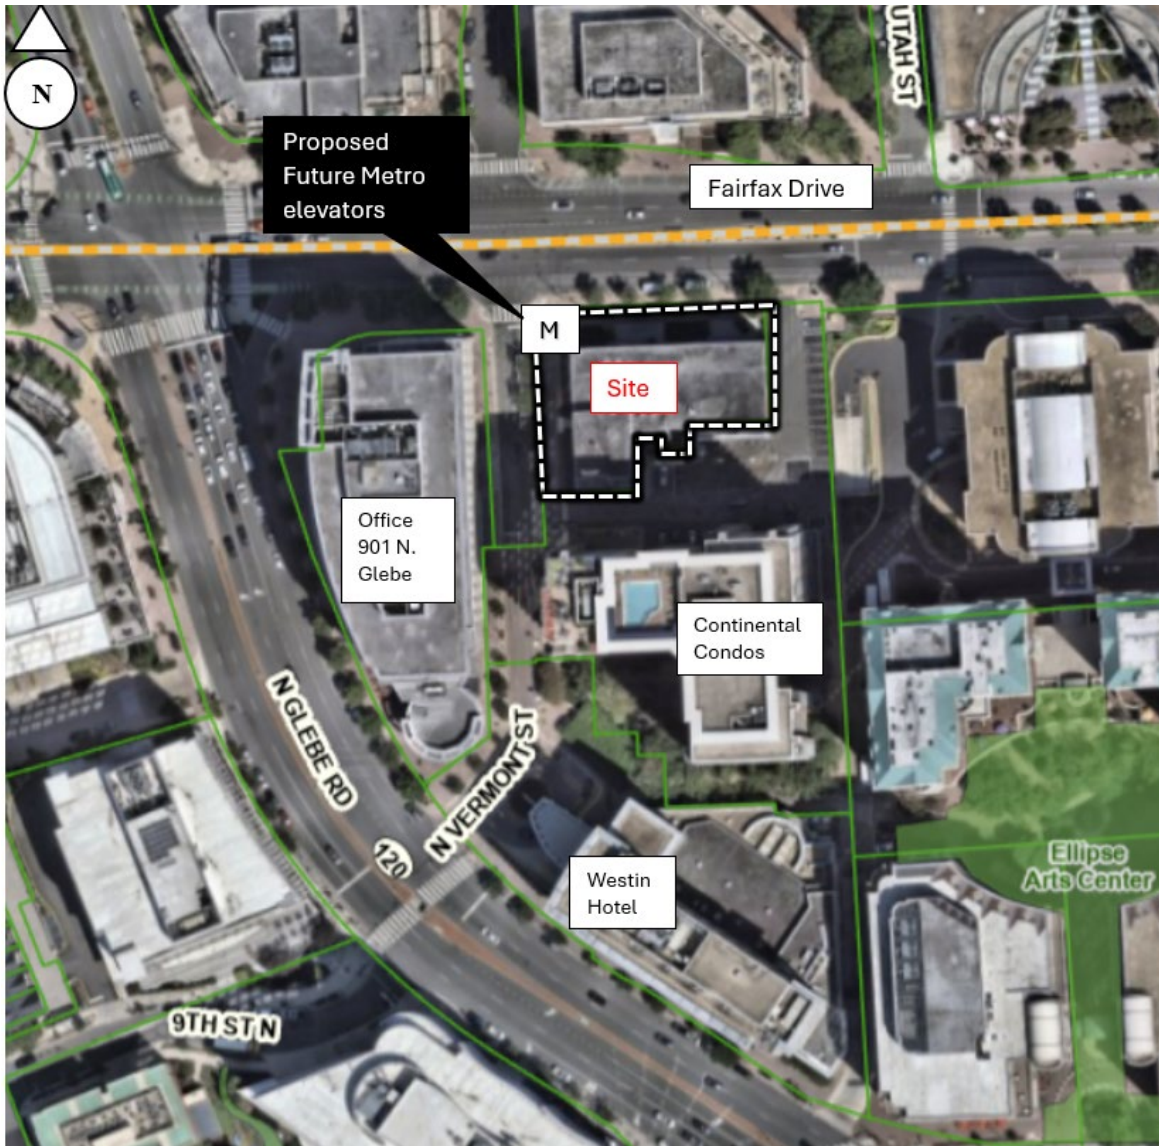 N
UTAH ST
Proposed
Future Metro
elevators
Fairfax Drive
M
Site
Office
901 N.
Glebe
Continental
Condos
N GLEBE RD
N VERMONT ST
120
Westin
Hotel
Ellipse
Arts Center
9TH ST N